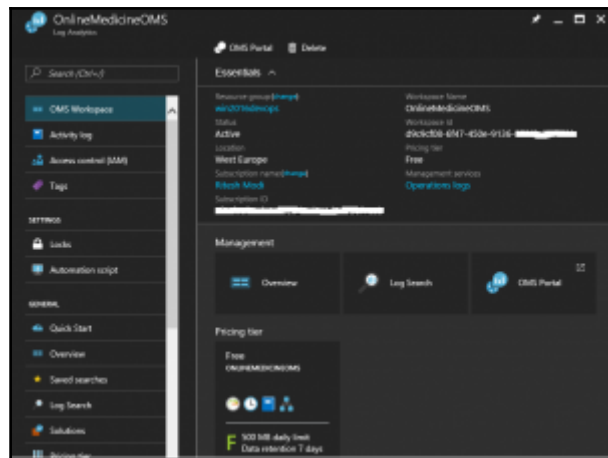 OnlineMedicineOMS
Log Analytics
OMS Portal Delete
Search (Ctrl+/)
OMS Workspace
Activity log
Access control (IAM)
Tags
SETTINGS
Locks
Automation script
GENERAL
Quick Start
Overview
Saved searches
Log Search
Solutions
Pricing tier
Essentials
Resource group (change)
win2016devops
Status
Active
Location
West Europe
Subscription name (change)
Ritesh Modi
Subscription ID
Workspace Name
OnlineMedicineOMS
Workspace Id
Pricing tier
Free
Management services
Operations logs
Management
Overview
Log Search
OMS Portal
Pricing tier
Free
ONLINEMEDICINEOMS
F 500 MB daily limit
Data retention 7 days